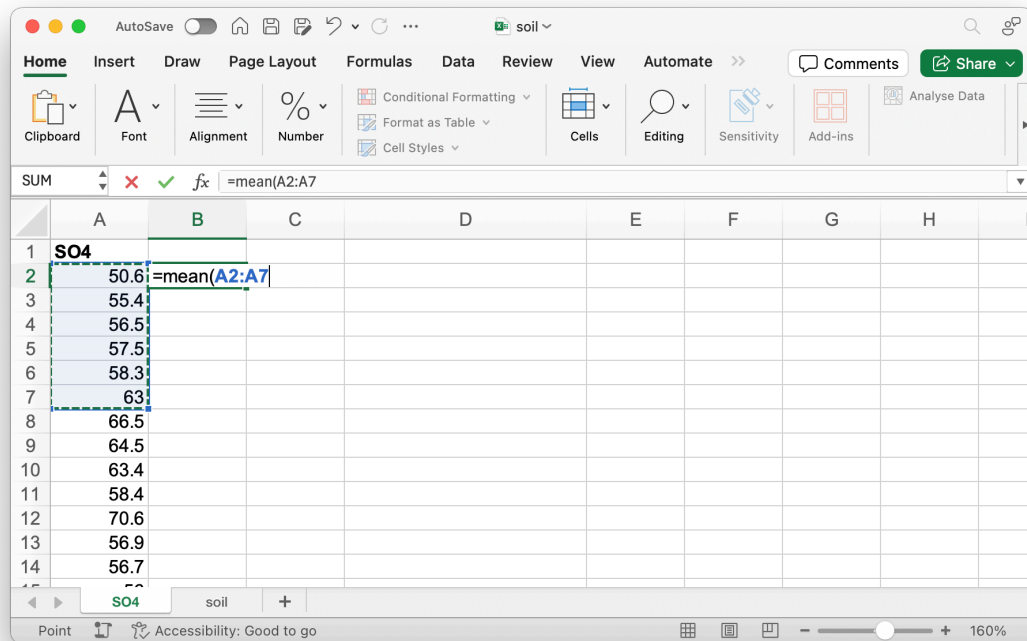 AutoSave soil
Home Insert Draw Page Layout Formulas Data Review View Automate >> Comments Share
Conditional Formatting Analyse Data
Format as Table
Cell Styles
Clipboard Font Alignment Number Cells Editing Sensitivity Add-ins
SUM fx =mean(A2:A7
A B C D E F G H
1 SO4
2 50.6 =mean(A2:A7
3 55.4
4 56.5
5 57.5
6 58.3
7 63
8 66.5
9 64.5
10 63.4
11 58.4
12 70.6
13 56.9
14 56.7
SO4 soil +
Point Accessibility: Good to go - + 160%